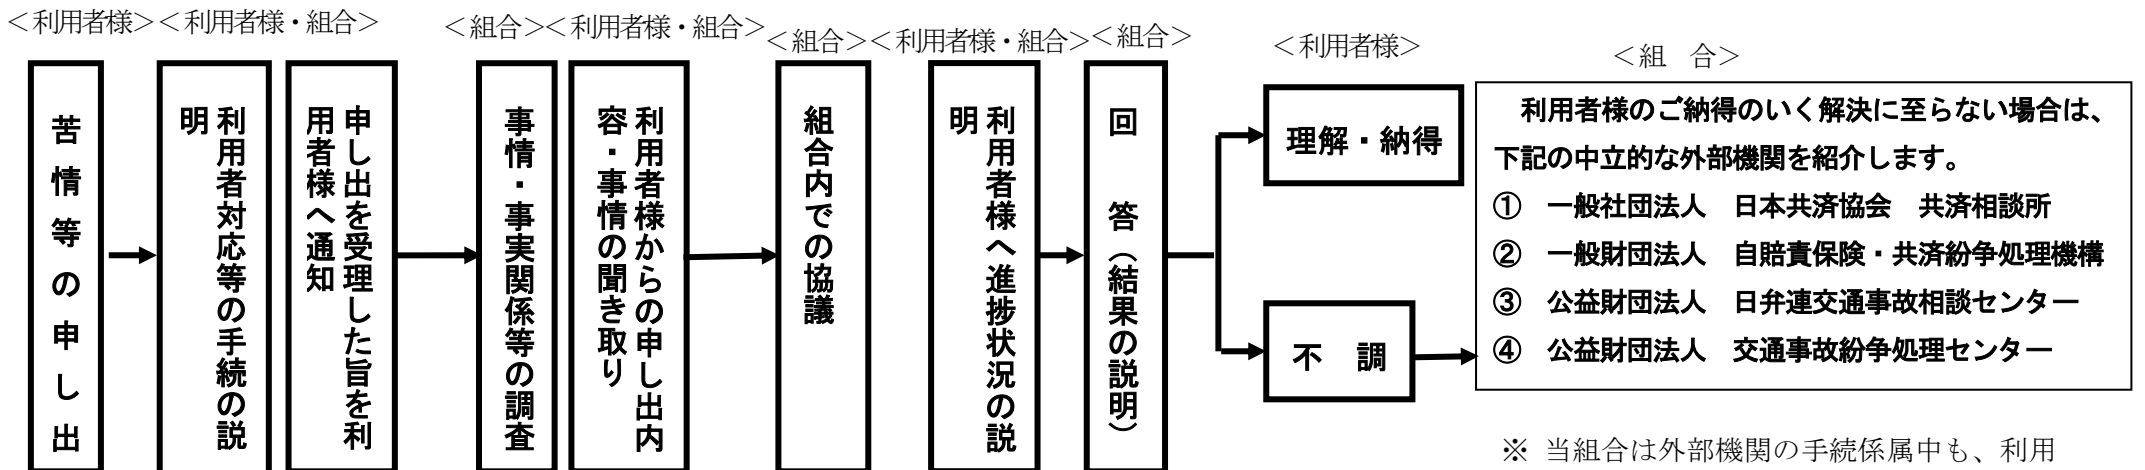 ＜利用者様＞
＜利用者様・組合＞
＜組合＞
＜利用者様・組合＞
＜組合＞
＜利用者様・組合＞
＜組合＞
＜利用者様＞
＜組　合＞
苦情等の申し出
利用者対応等の手続の説
明
申し出を受理した旨を利
用者様へ通知
事情・事実関係等の調査
利用者様からの申し出内
容・事情の聞き取り
組合内での協議
利用者様へ進捗状況の説
明
回　答（結果の説明）
理解・納得
不　調
利用者様のご納得のいく解決に至らない場合は、
下記の中立的な外部機関を紹介します。
①　一般社団法人　日本共済協会　共済相談所
②　一般財団法人　自賠責保険・共済紛争処理機構
③　公益財団法人　日弁連交通事故相談センター
④　公益財団法人　交通事故紛争処理センター
※ 当組合は外部機関の手続係属中も、利用